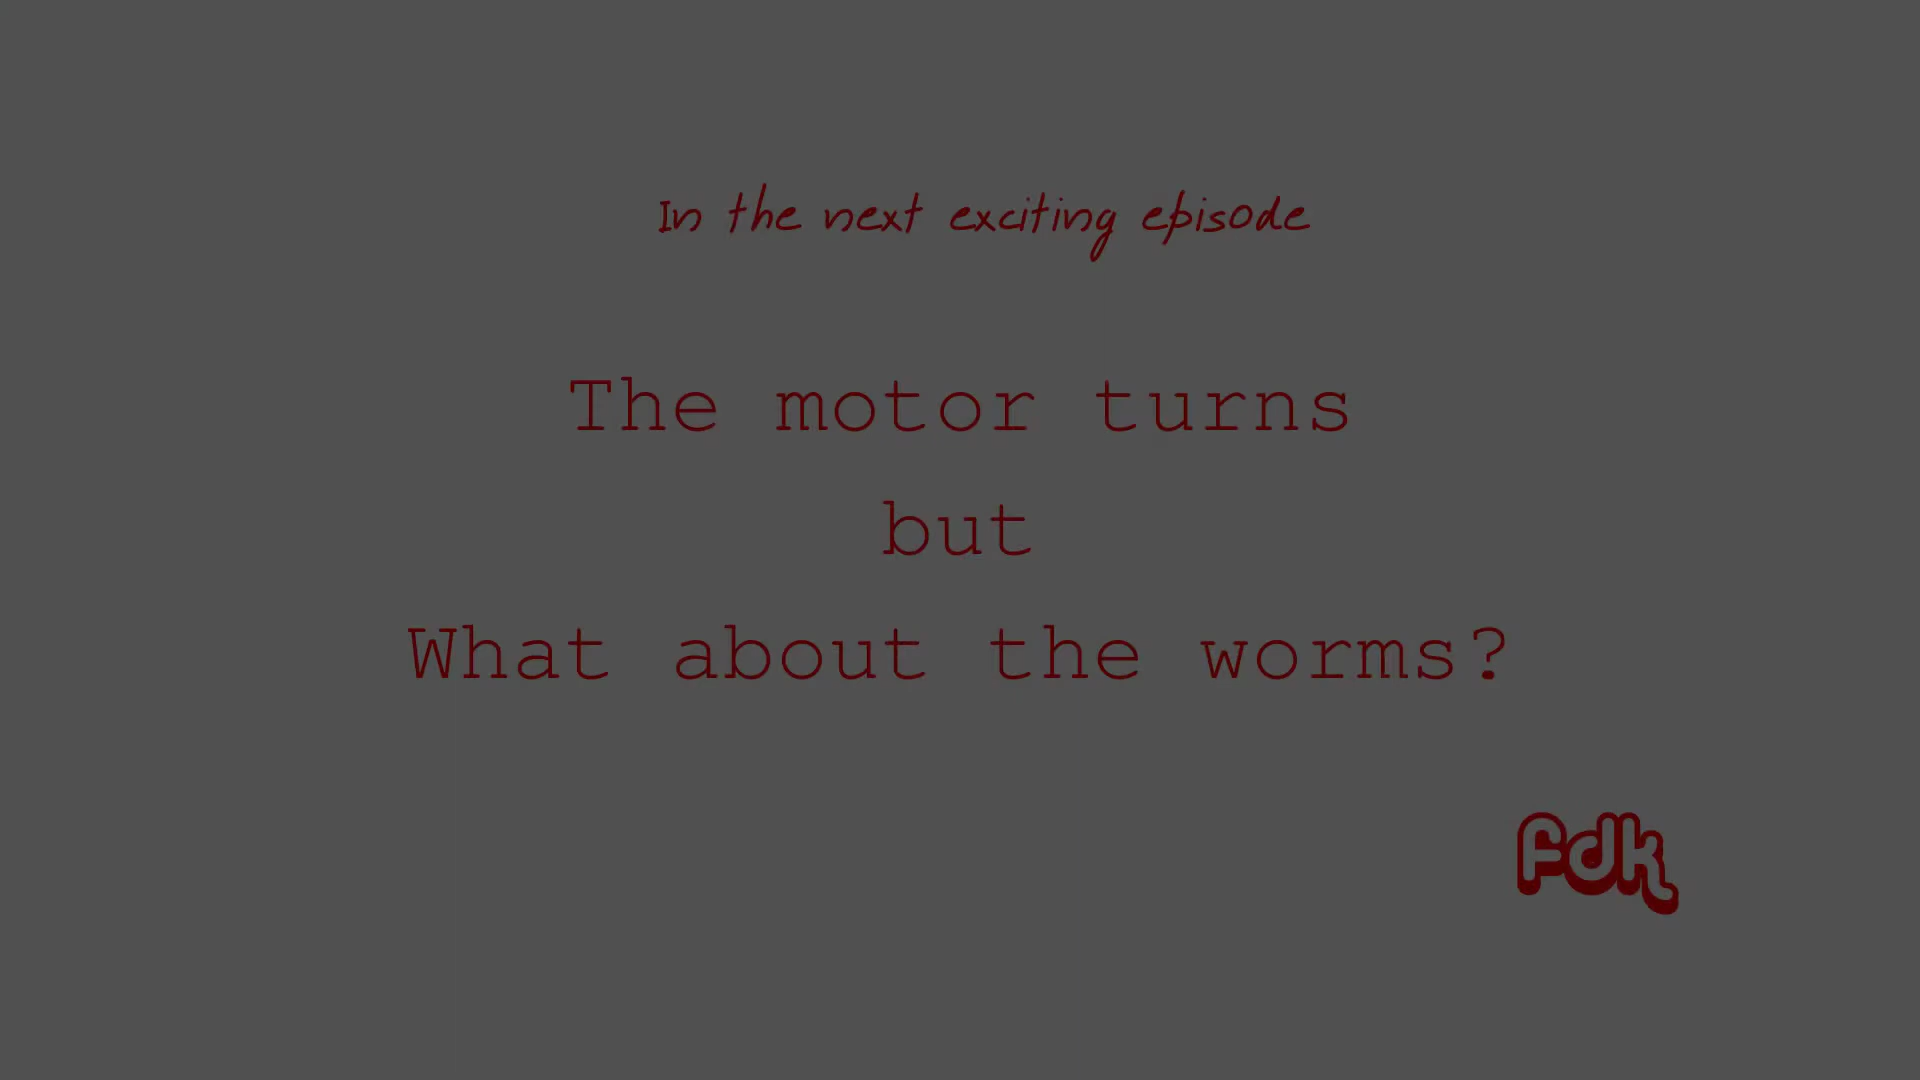 In the next exciting episode
The motor turns
but
What about the worms?
fdk